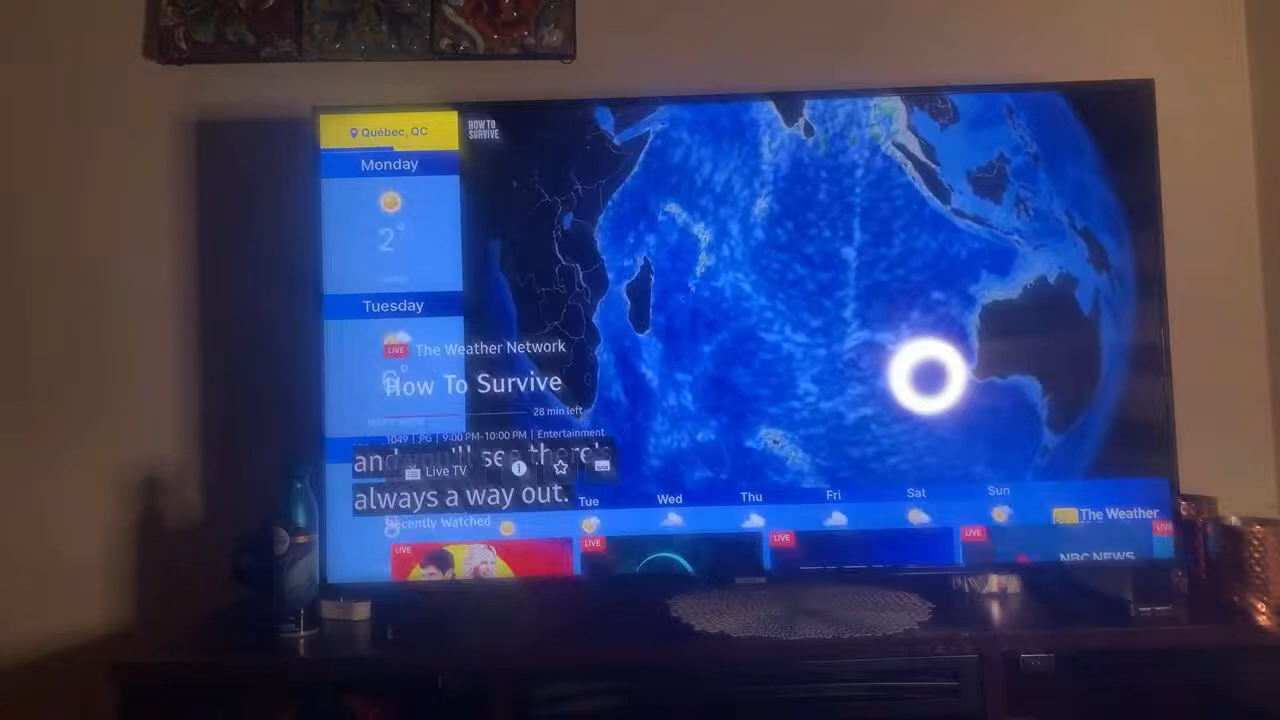 Québec, QC
HOW TO
SURVIVE
Monday
2°
Tuesday
LIVE The Weather Network
How To Survive
28 min left
1049 | PG | 9:00 PM-10:00 PM | Entertainment
and you'll see there's
Live TV
always a way out.
Tue Wed Thu Fri Sat Sun
Recently Watched
The Weather
LIVE LIVE LIVE LIVE LIVE
NBC NEWS